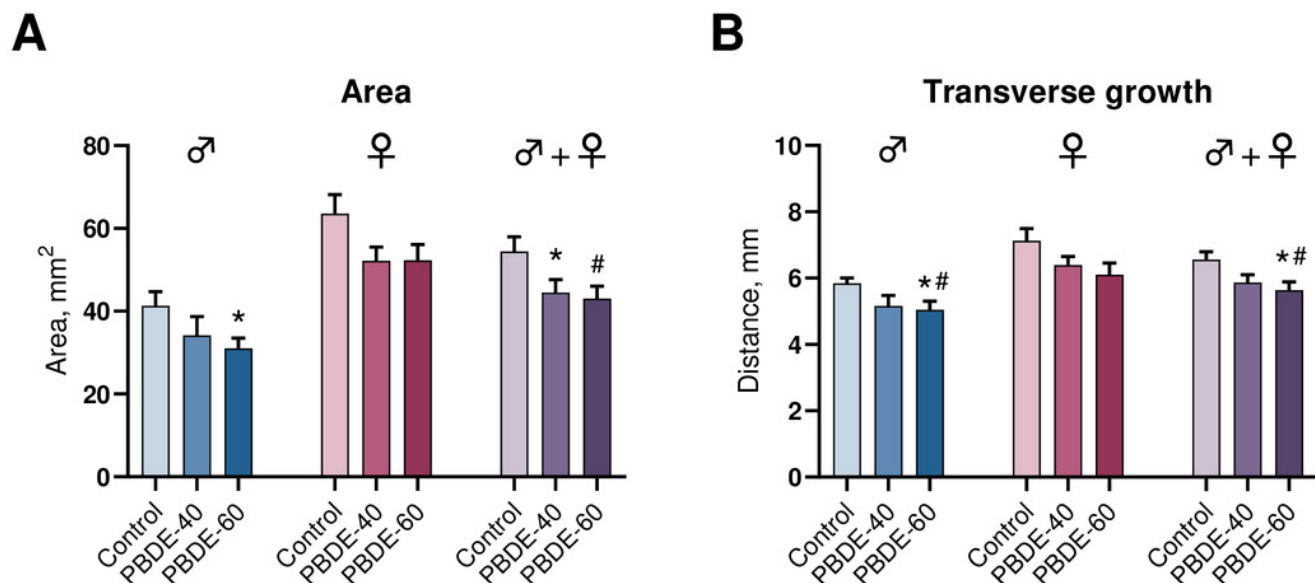 A
B
Area
Transverse growth
♂
♀
♂ + ♀
80
60
40
20
0
Area, mm²
*
*
#
Control
PBDE-40
PBDE-60
Control
PBDE-40
PBDE-60
Control
PBDE-40
PBDE-60
♂
♀
♂ + ♀
10
8
6
4
2
0
Distance, mm
*#
*#
Control
PBDE-40
PBDE-60
Control
PBDE-40
PBDE-60
Control
PBDE-40
PBDE-60